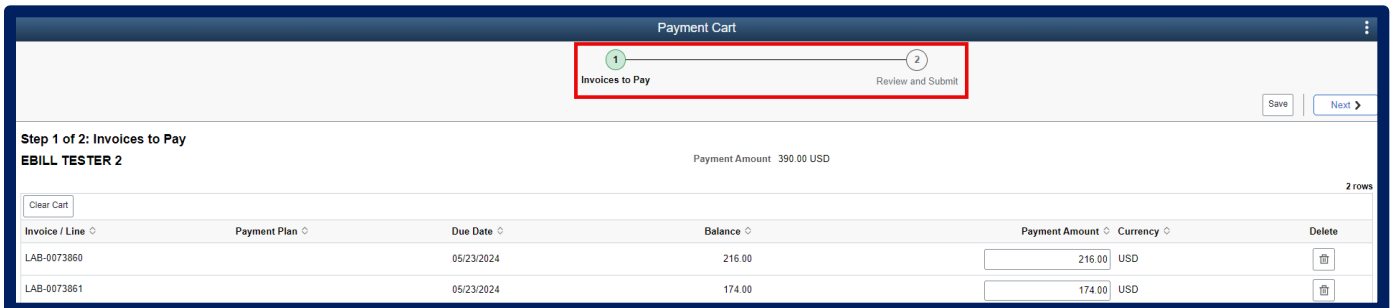 Payment Cart
1
2
Invoices to Pay
Review and Submit
Save
Next
Step 1 of 2: Invoices to Pay
EBILL TESTER 2
Payment Amount 390.00 USD
2 rows
Clear Cart
Invoice / Line Payment Plan Due Date Balance Payment Amount Currency Delete
LAB-0073860 05/23/2024 216.00 216.00 USD
LAB-0073861 05/23/2024 174.00 174.00 USD